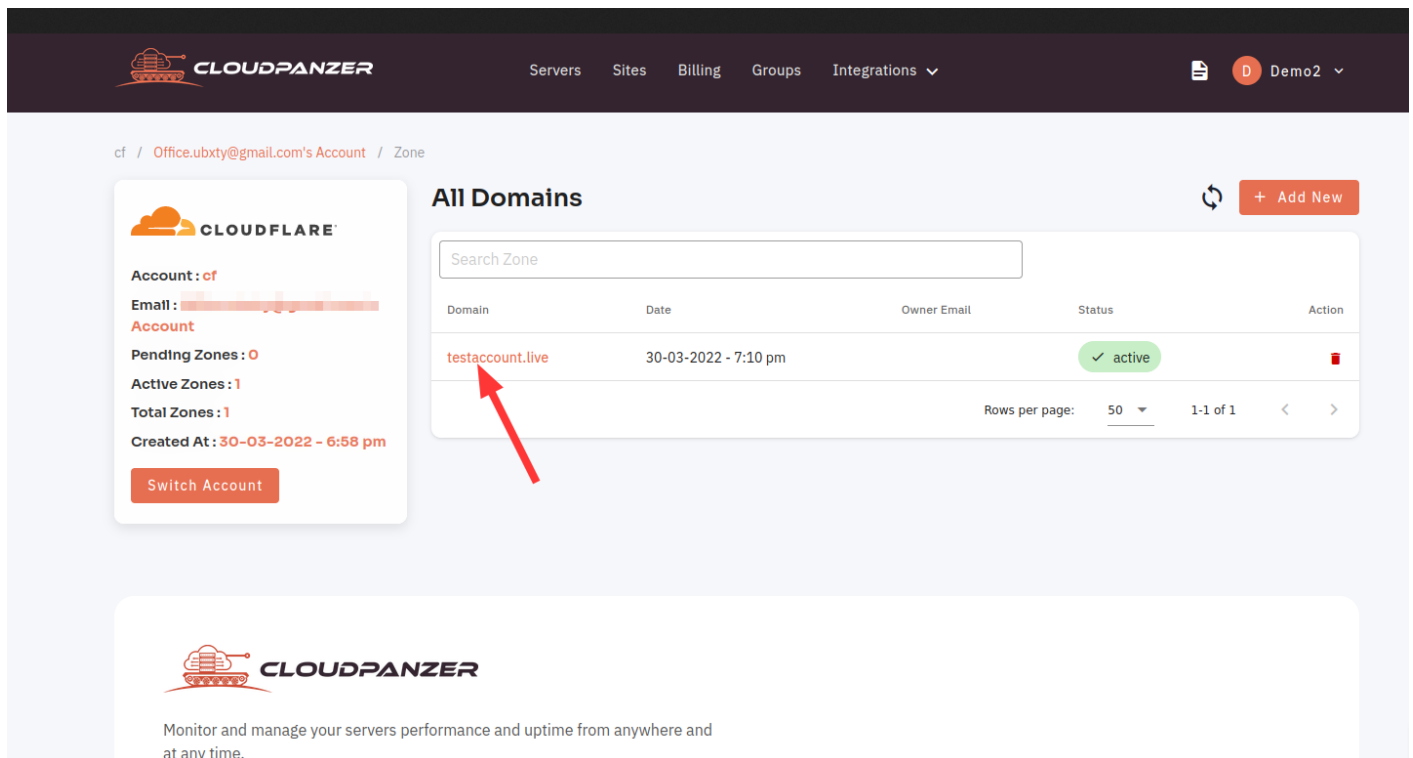 CLOUDPANZER
Servers Sites Billing Groups Integrations
D Demo2
cf / Office.ubxty@gmail.com's Account / Zone
CLOUDFLARE
Account : cf
Email :
Account
Pending Zones : 0
Active Zones : 1
Total Zones : 1
Created At : 30-03-2022 - 6:58 pm
Switch Account
All Domains
+ Add New
Search Zone
Domain Date Owner Email Status Action
testaccount.live 30-03-2022 - 7:10 pm active
Rows per page: 50 1-1 of 1
CLOUDPANZER
Monitor and manage your servers performance and uptime from anywhere and
at any time.